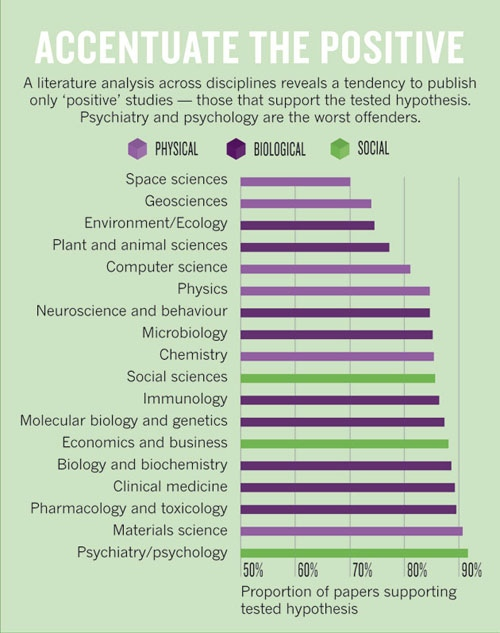 ACCENTUATE THE POSITIVE
A literature analysis across disciplines reveals a tendency to publish
only ‘positive’ studies — those that support the tested hypothesis.
Psychiatry and psychology are the worst offenders.
PHYSICAL BIOLOGICAL SOCIAL
Space sciences
Geosciences
Environment/Ecology
Plant and animal sciences
Computer science
Physics
Neuroscience and behaviour
Microbiology
Chemistry
Social sciences
Immunology
Molecular biology and genetics
Economics and business
Biology and biochemistry
Clinical medicine
Pharmacology and toxicology
Materials science
Psychiatry/psychology
50% 60% 70% 80% 90%
Proportion of papers supporting
tested hypothesis